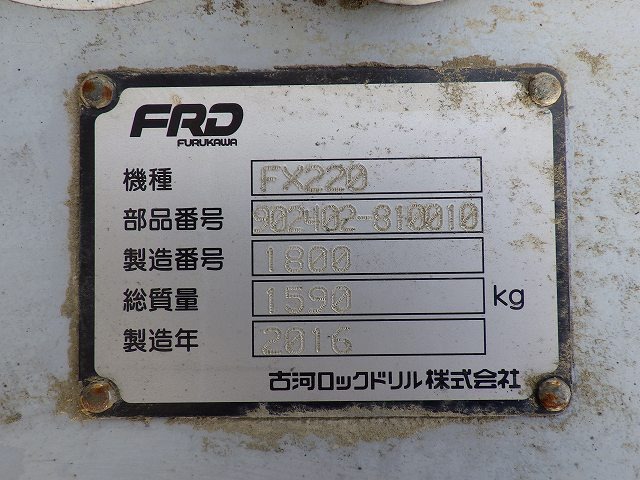 FRD
FURUKAWA
機種 FX220
部品番号 902402-810010
製造番号 1800
総質量 1590 kg
製造年 2016
古河ロックドリル株式会社